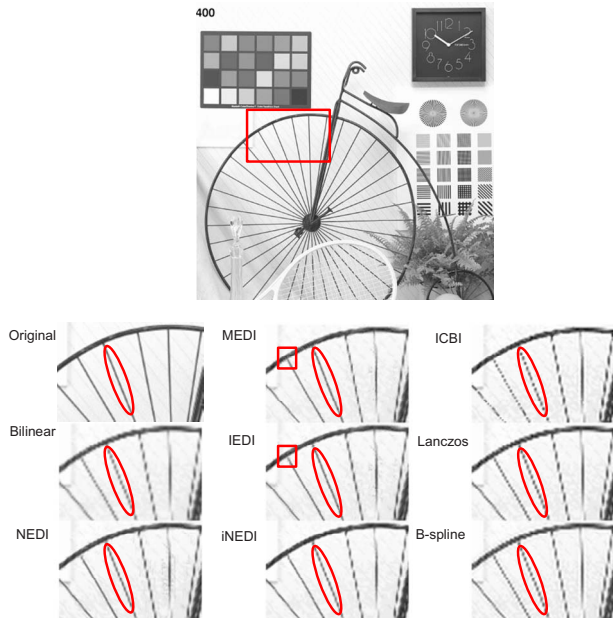 400
Original
MEDI
ICBI
Bilinear
IEDI
Lanczos
NEDI
iNEDI
B-spline